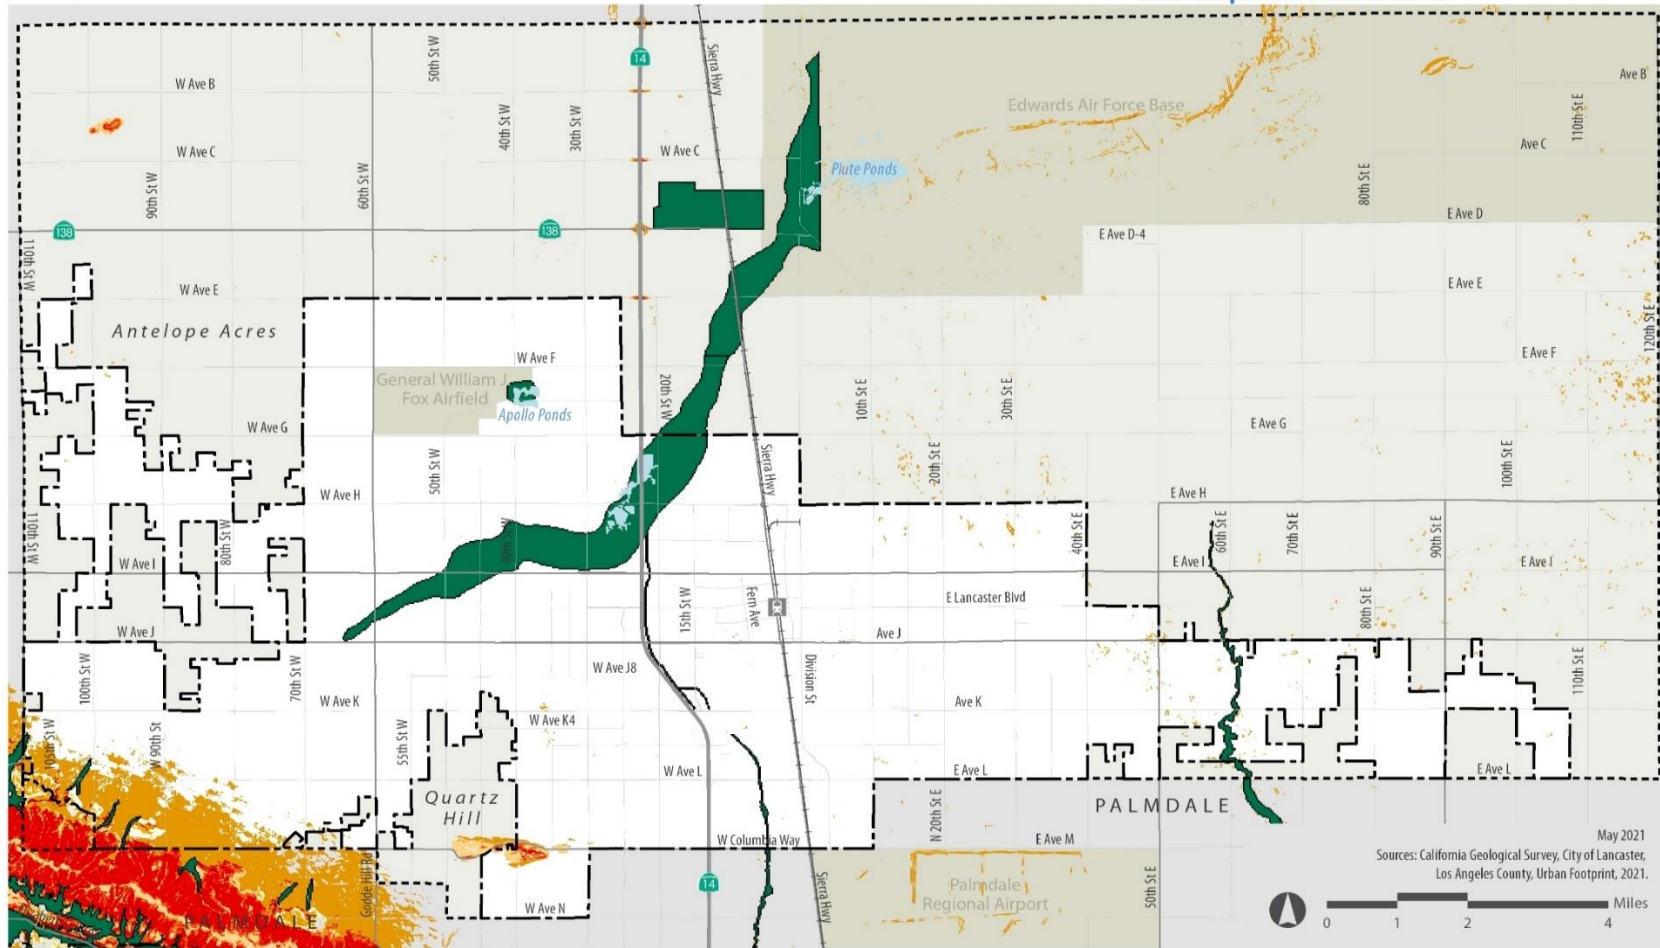 14
Sierra Hwy
50th St W
W Ave B
Ave B
Edwards Air Force Base
110th St E
40th St W
30th St W
W Ave C
W Ave C
Ave C
Piute Ponds
90th St W
60th St W
80th St E
138
138
E Ave D
E Ave D-4
110th St W
W Ave E
E Ave E
Antelope Acres
120th St E
W Ave F
E Ave F
General William J
Fox Airfield
Apollo Ponds
20th St W
10th St E
30th St E
W Ave G
E Ave G
50th St W
Sierra Hwy
20th St E
100th St E
W Ave H
E Ave H
110th St W
80th St W
40th St W
40th St E
60th St E
70th St E
90th St E
W Ave I
E Ave I
E Ave I
15th St W
Fern Ave
E Lancaster Blvd
80th St E
W Ave J
Ave J
W Ave J8
100th St W
70th St W
Division St
110th St E
W Ave K
Ave K
W Ave K4
105th St W
W 90th St
55th St W
W Ave L
E Ave L
E Ave L
Quartz
Hill
PALMDALE
N 20th St E
W Columbia Way
E Ave M
May 2021
Sources: California Geological Survey, City of Lancaster,
Los Angeles County, Urban Footprint, 2021.
Godde Hill Rd
14
Sierra Hwy
Palmdale
Regional Airport
50th St E
W Ave N
PALMDALE
0 1 2 4 Miles